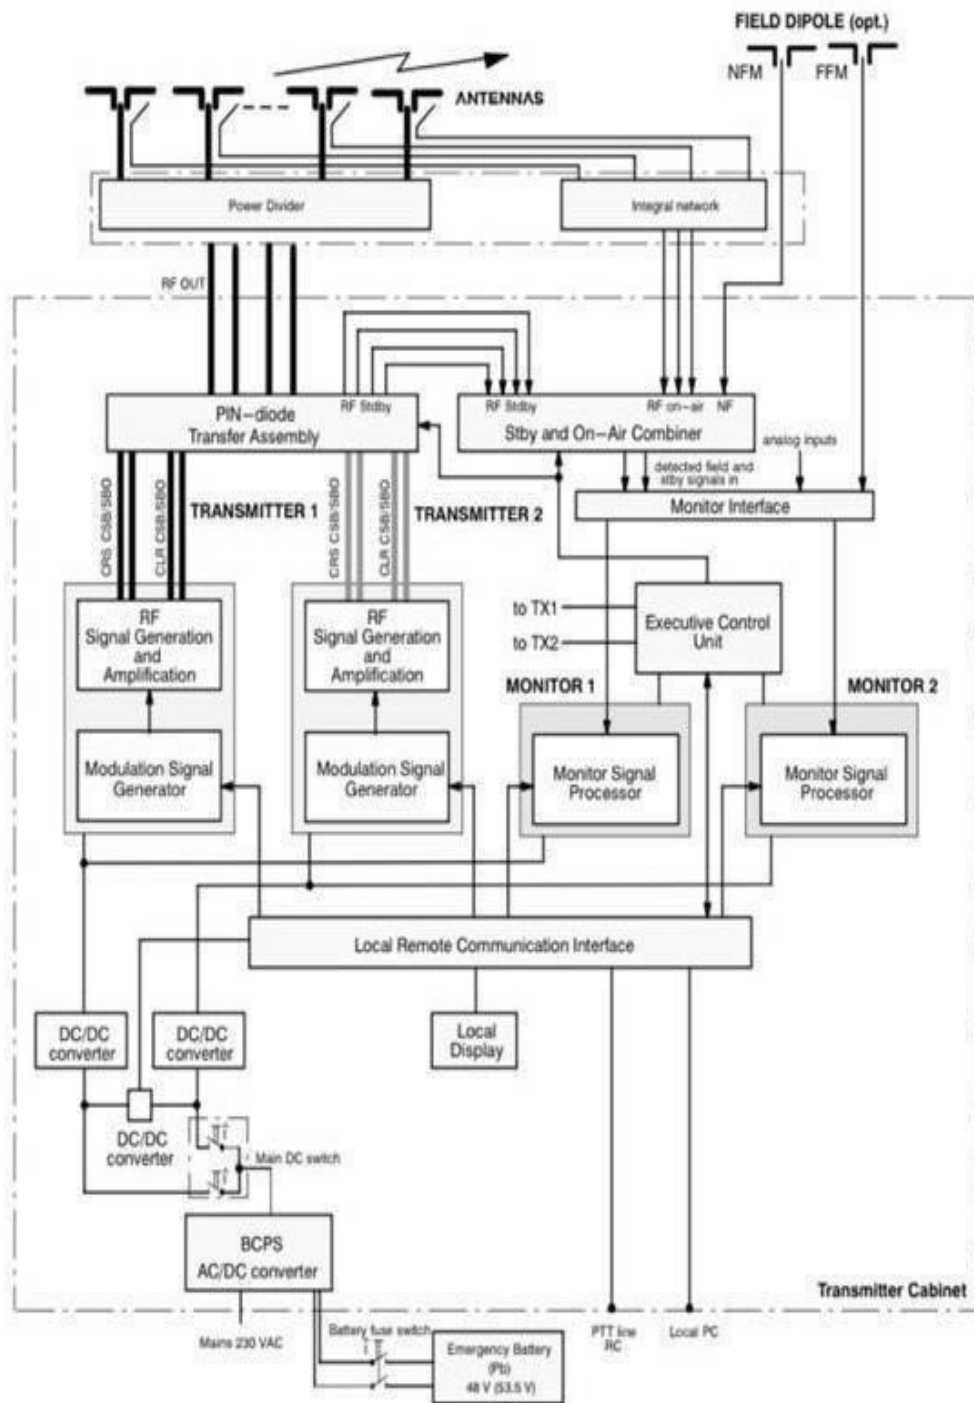 FIELD DIPOLE (opt.)
NFM
FFM
ANTENNAS
Power Divider
Integral network
RF OUT
RF Stdby
PIN-diode
Transfer Assembly
RF Stdby
RF on-air
NF
Stby and On-Air Combiner
analog inputs
detected field and
stby signals in
Monitor Interface
CRS CSB/SBO
CLR CSB/SBO
TRANSMITTER 1
CRS CSB/SBO
CLR CSB/SBO
TRANSMITTER 2
RF
Signal Generation
and
Amplification
RF
Signal Generation
and
Amplification
to TX1
to TX2
Executive Control
Unit
MONITOR 1
MONITOR 2
Modulation Signal
Generator
Modulation Signal
Generator
Monitor Signal
Processor
Monitor Signal
Processor
Local Remote Communication Interface
DC/DC
converter
DC/DC
converter
Local
Display
DC/DC
converter
Main DC switch
BCPS
AC/DC converter
Transmitter Cabinet
Mains 230 VAC
Battery fuse switch
Emergency Battery
(Pb)
48 V (53.5 V)
PTT line
RC
Local PC